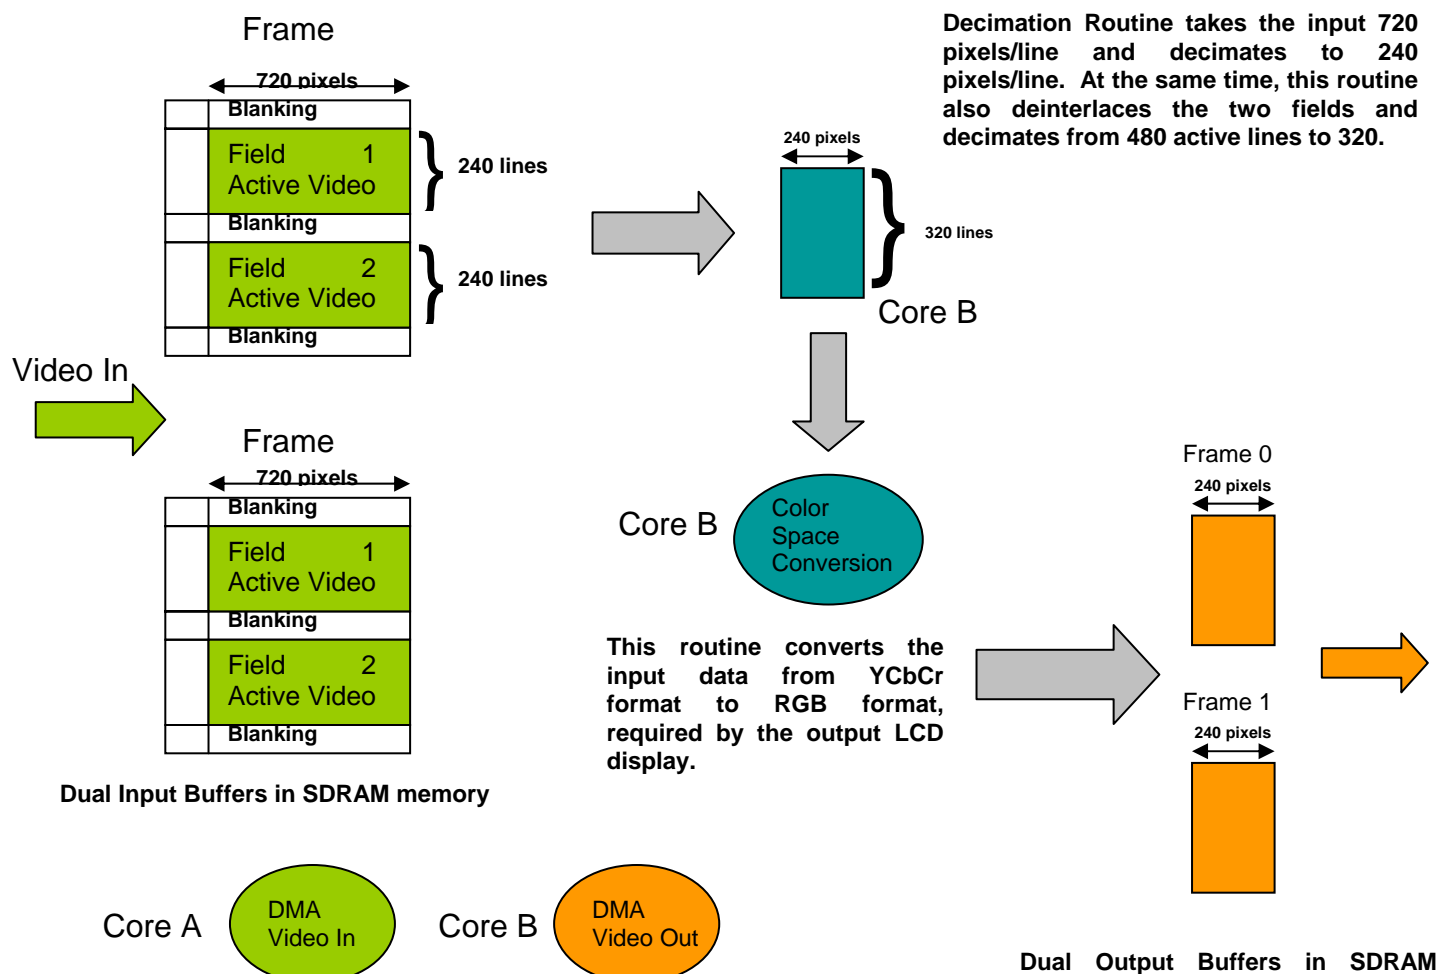 Frame
720 pixels
Blanking
Field 1
Active Video
240 lines
Blanking
Field 2
Active Video
240 lines
Blanking
Decimation Routine takes the input 720
pixels/line and decimates to 240
pixels/line. At the same time, this routine
also deinterlaces the two fields and
decimates from 480 active lines to 320.
240 pixels
320 lines
Core B
Video In
Frame
720 pixels
Blanking
Field 1
Active Video
Blanking
Field 2
Active Video
Blanking
Dual Input Buffers in SDRAM memory
Core B
Color
Space
Conversion
This routine converts the
input data from YCbCr
format to RGB format,
required by the output LCD
display.
Frame 0
240 pixels
Frame 1
240 pixels
Core A
DMA
Video In
Core B
DMA
Video Out
Dual Output Buffers in SDRAM